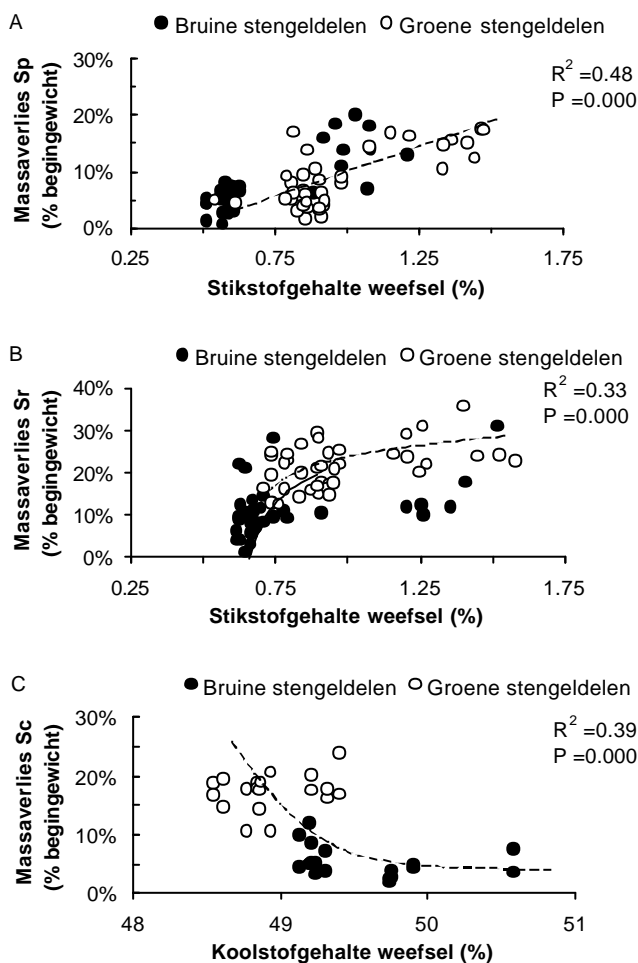 A
Bruine stengeldelen Groene stengeldelen
R² =0.48
P =0.000
Massaverlies Sp
(% begingewicht)
30%
20%
10%
0%
0.25 0.75 1.25 1.75
Stikstofgehalte weefsel (%)
B
Bruine stengeldelen Groene stengeldelen
R² =0.33
P =0.000
Massaverlies Sr
(% begingewicht)
40%
30%
20%
10%
0%
0.25 0.75 1.25 1.75
Stikstofgehalte weefsel (%)
C
Bruine stengeldelen Groene stengeldelen
R² =0.39
P =0.000
Massaverlies Sc
(% begingewicht)
30%
20%
10%
0%
48 49 50 51
Koolstofgehalte weefsel (%)